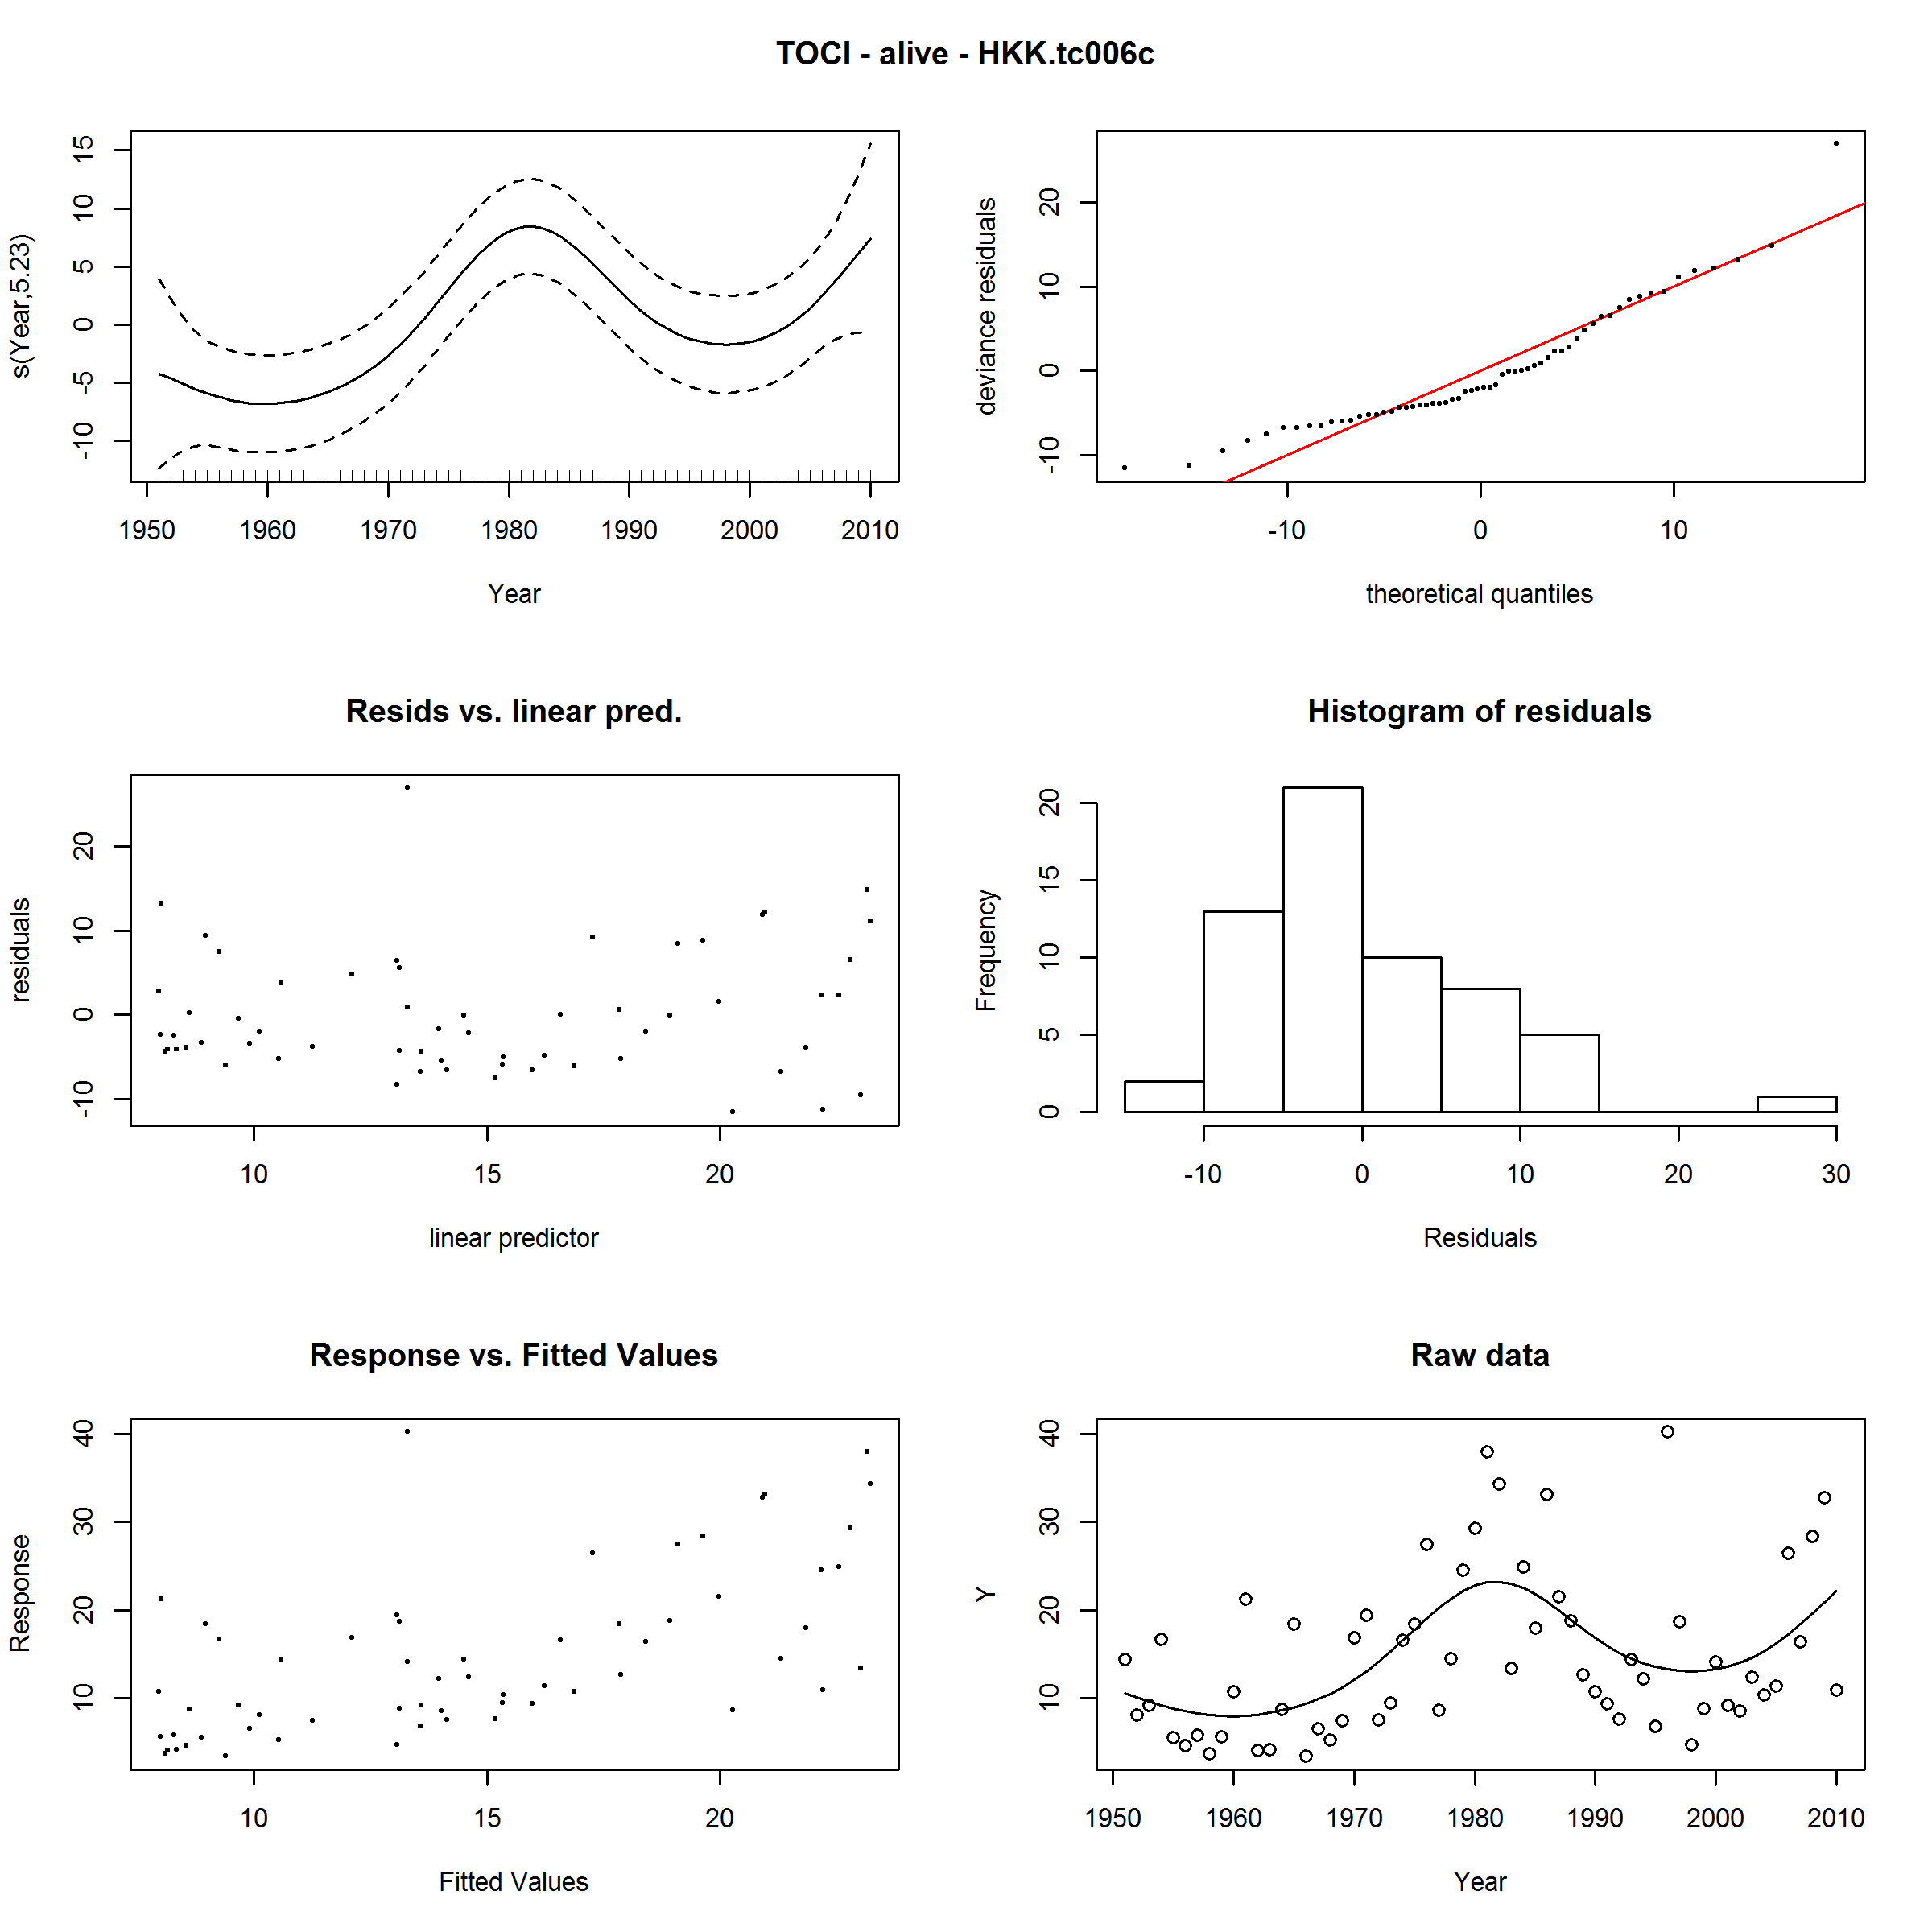 TOCI - alive - HKK.tc006c
s(Year,5.23)
-10 -5 0 5 10 15
1950 1960 1970 1980 1990 2000 2010
Year
deviance residuals
-10 0 10 20
-10 0 10
theoretical quantiles
Resids vs. linear pred.
residuals
-10 0 10 20
10 15 20
linear predictor
Histogram of residuals
Frequency
0 5 10 15 20
-10 0 10 20 30
Residuals
Response vs. Fitted Values
Response
10 20 30 40
10 15 20
Fitted Values
Raw data
Y
10 20 30 40
1950 1960 1970 1980 1990 2000 2010
Year